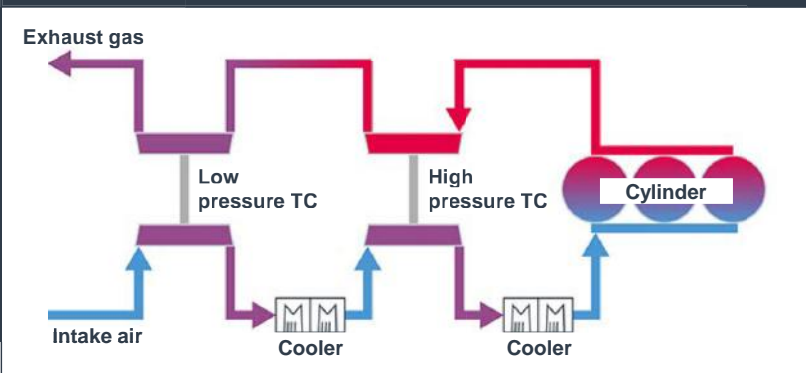 Exhaust gas
Low
pressure TC
High
pressure TC
Cylinder
Intake air
Cooler
Cooler